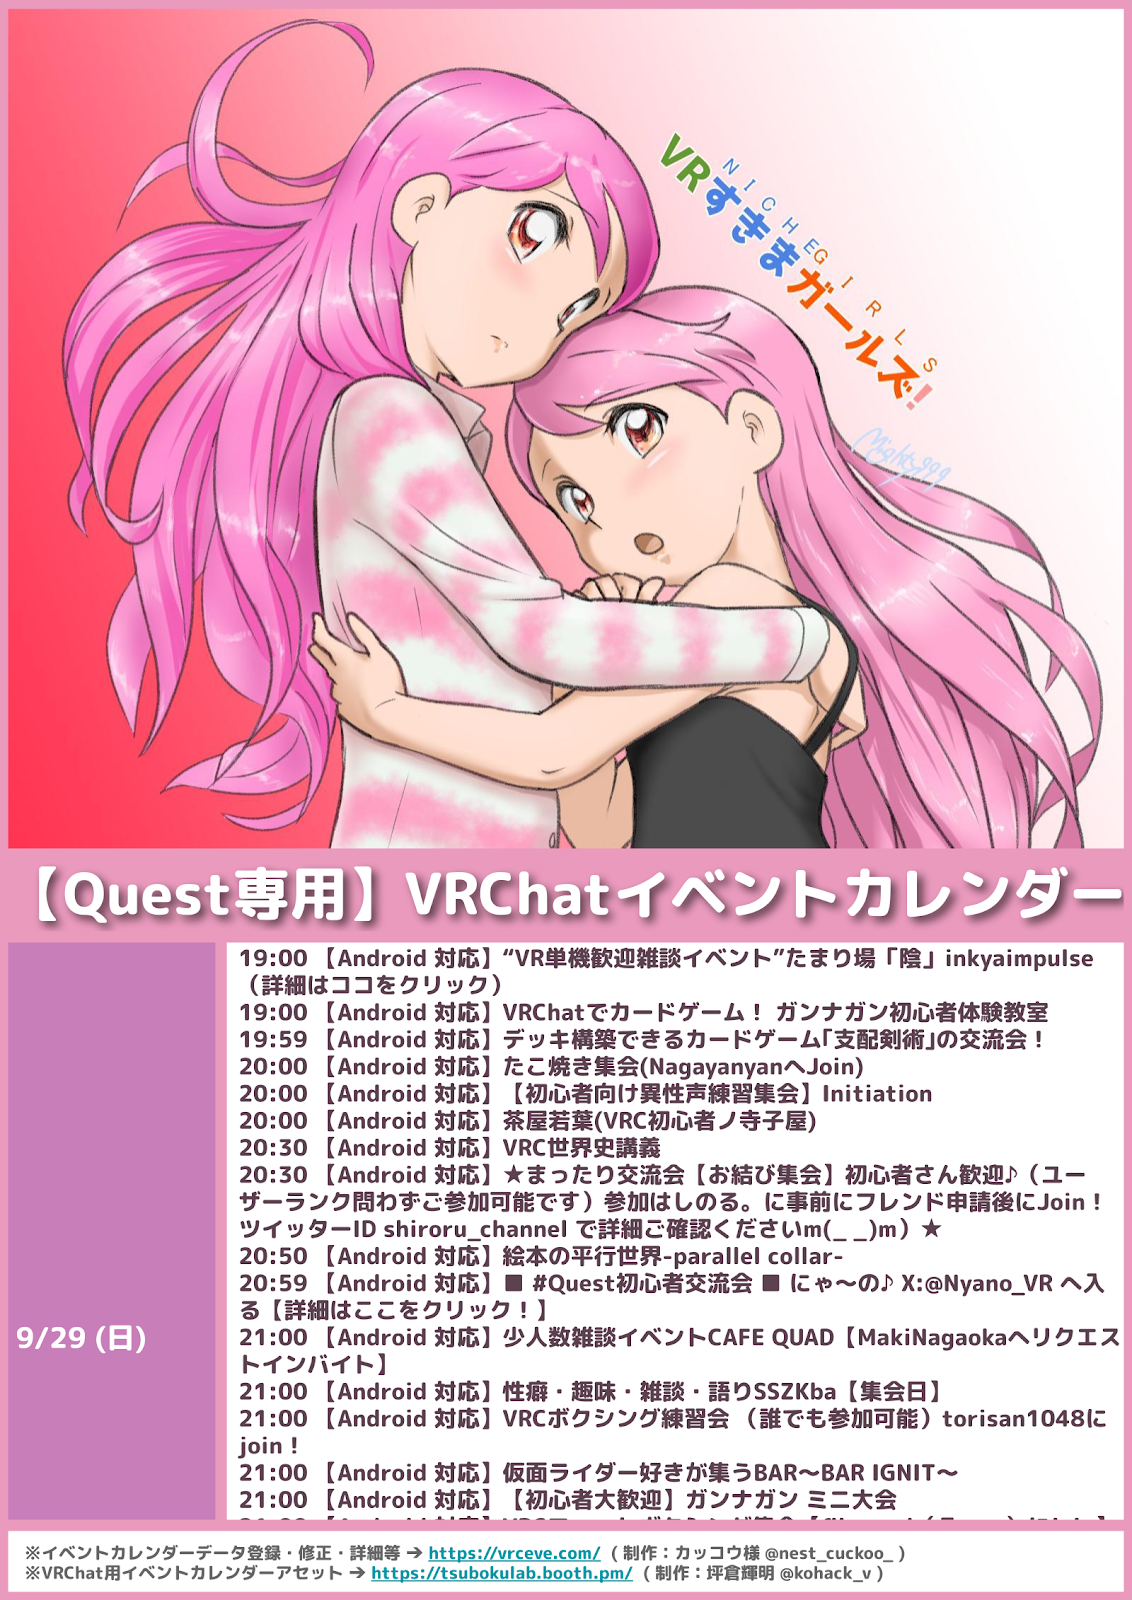 VRすきまガールズ!
NICHE GIRLS
Mighty999
【Quest専用】VRChatイベントカレンダー
9/29 (日)
19:00 【Android 対応】“VR単機歓迎雑談イベント”たまり場「陰」inkyaimpulse
（詳細はココをクリック）
19:00 【Android 対応】VRChatでカードゲーム！ ガンナガン初心者体験教室
19:59 【Android 対応】デッキ構築できるカードゲーム｢支配剣術｣の交流会！
20:00 【Android 対応】たこ焼き集会(NagayanyanへJoin)
20:00 【Android 対応】【初心者向け異性声練習集会】Initiation
20:00 【Android 対応】茶屋若葉(VRC初心者ノ寺子屋)
20:30 【Android 対応】VRC世界史講義
20:30 【Android 対応】★まったり交流会【お結び集会】初心者さん歓迎♪（ユー
ザーランク問わずご参加可能です）参加はしのる。に事前にフレンド申請後にJoin！
ツイッターID shiroru_channel で詳細ご確認くださいm(_ _)m）★
20:50 【Android 対応】絵本の平行世界-parallel collar-
20:59 【Android 対応】■ #Quest初心者交流会 ■ にゃ～の♪ X:@Nyano_VR へ入
る【詳細はここをクリック！】
21:00 【Android 対応】少人数雑談イベントCAFE QUAD【MakiNagaokaへリクエス
トインバイト】
21:00 【Android 対応】性癖・趣味・雑談・語りSSZKba【集会日】
21:00 【Android 対応】VRCボクシング練習会 （誰でも参加可能）torisan1048に
join！
21:00 【Android 対応】仮面ライダー好きが集うBAR～BAR IGNIT～
21:00 【Android 対応】【初心者大歓迎】ガンナガン ミニ大会
※イベントカレンダーデータ登録・修正・詳細等 → https://vrceve.com/ （制作：カッコウ様 @nest_cuckoo_ ）
※VRChat用イベントカレンダーアセット → https://tsubokulab.booth.pm/ （制作：坪倉輝明 @kohack_v ）